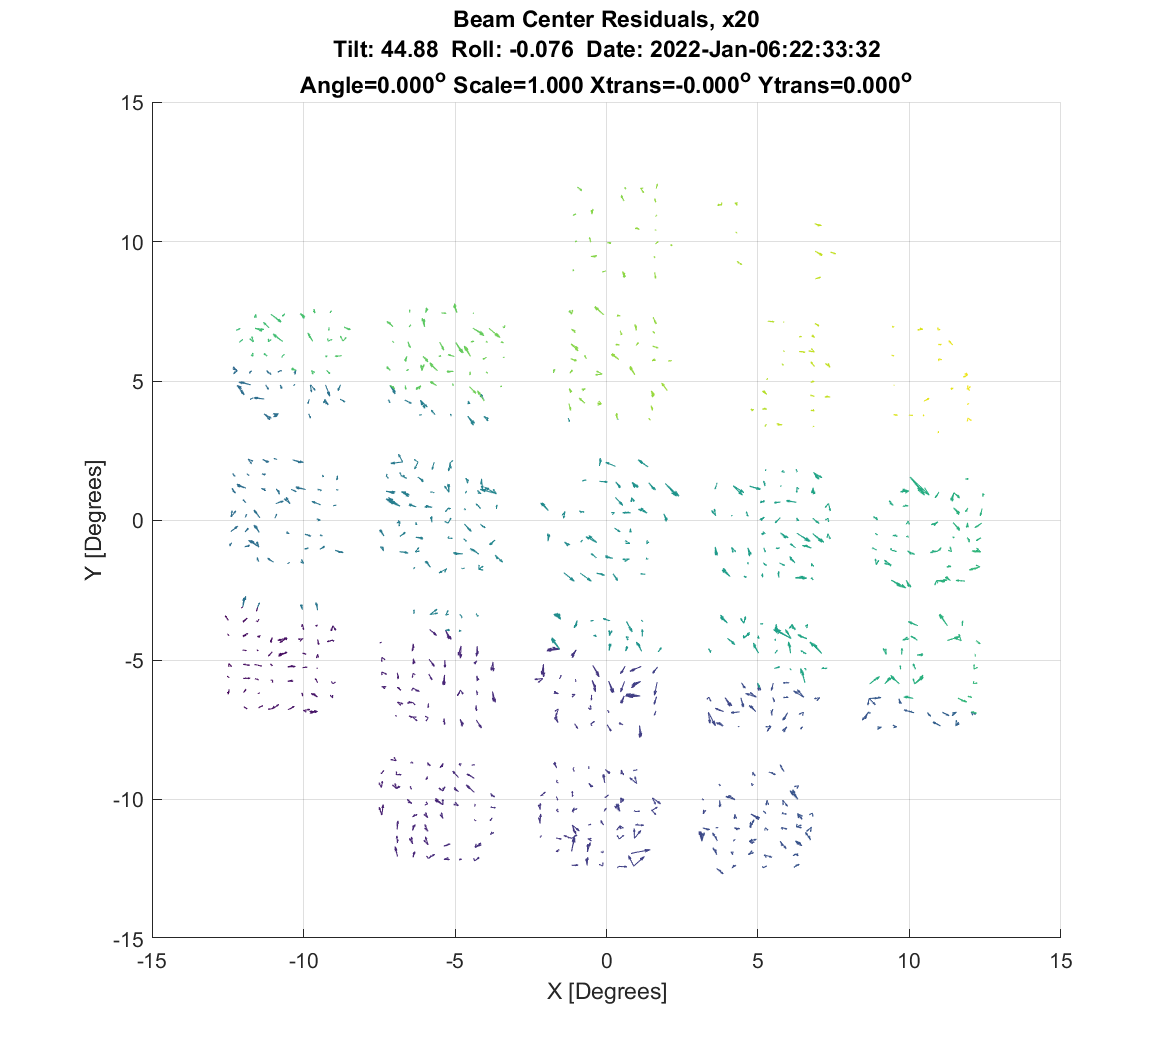 Beam Center Residuals, x20
Tilt: 44.88 Roll: -0.076 Date: 2022-Jan-06:22:33:32
Angle=0.000° Scale=1.000 Xtrans=-0.000° Ytrans=0.000°
15
10
5
0
-5
-10
-15
Y [Degrees]
-15 -10 -5 0 5 10 15
X [Degrees]